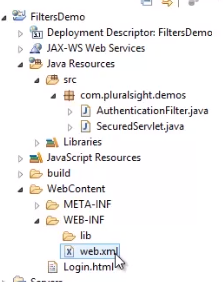 FiltersDemo
Deployment Descriptor: FiltersDemo
JAX-WS Web Services
Java Resources
src
com.pluralsight.demos
AuthenticationFilter.java
SecuredServlet.java
Libraries
JavaScript Resources
build
WebContent
META-INF
WEB-INF
lib
web.xml
Login.html
Servers